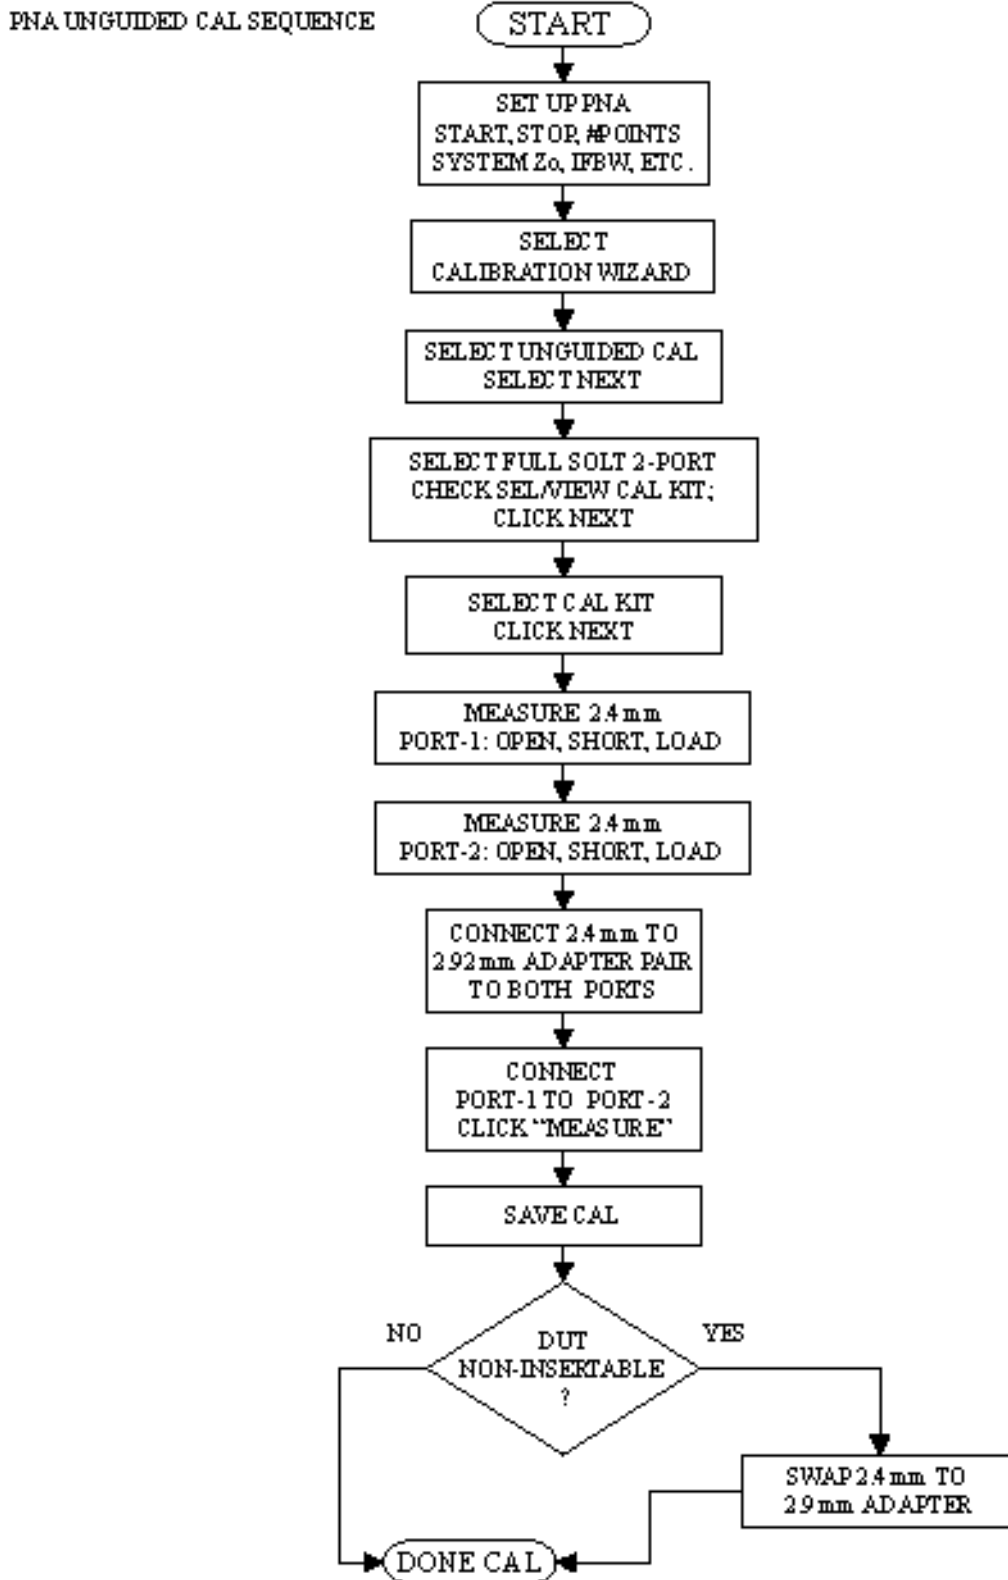 PNA UNGUIDED CAL SEQUENCE
START
SET UP PNA
START, STOP, #POINTS
SYSTEM Zo, IFBW, ETC.
SELECT
CALIBRATION WIZARD
SELECT UNGUIDED CAL
SELECT NEXT
SELECT FULL SOLT 2-PORT
CHECK SEL/VIEW CAL KIT;
CLICK NEXT
SELECT CAL KIT
CLICK NEXT
MEASURE 2.4 mm
PORT-1: OPEN, SHORT, LOAD
MEASURE 2.4 mm
PORT-2: OPEN, SHORT, LOAD
CONNECT 2.4 mm TO
2.92 mm ADAPTER PAIR
TO BOTH PORTS
CONNECT
PORT-1 TO PORT-2
CLICK “MEASURE”
SAVE CAL
NO
YES
DUT
NON-INSERTABLE
?
SWAP 2.4 mm TO
2.9 mm ADAPTER
DONE CAL